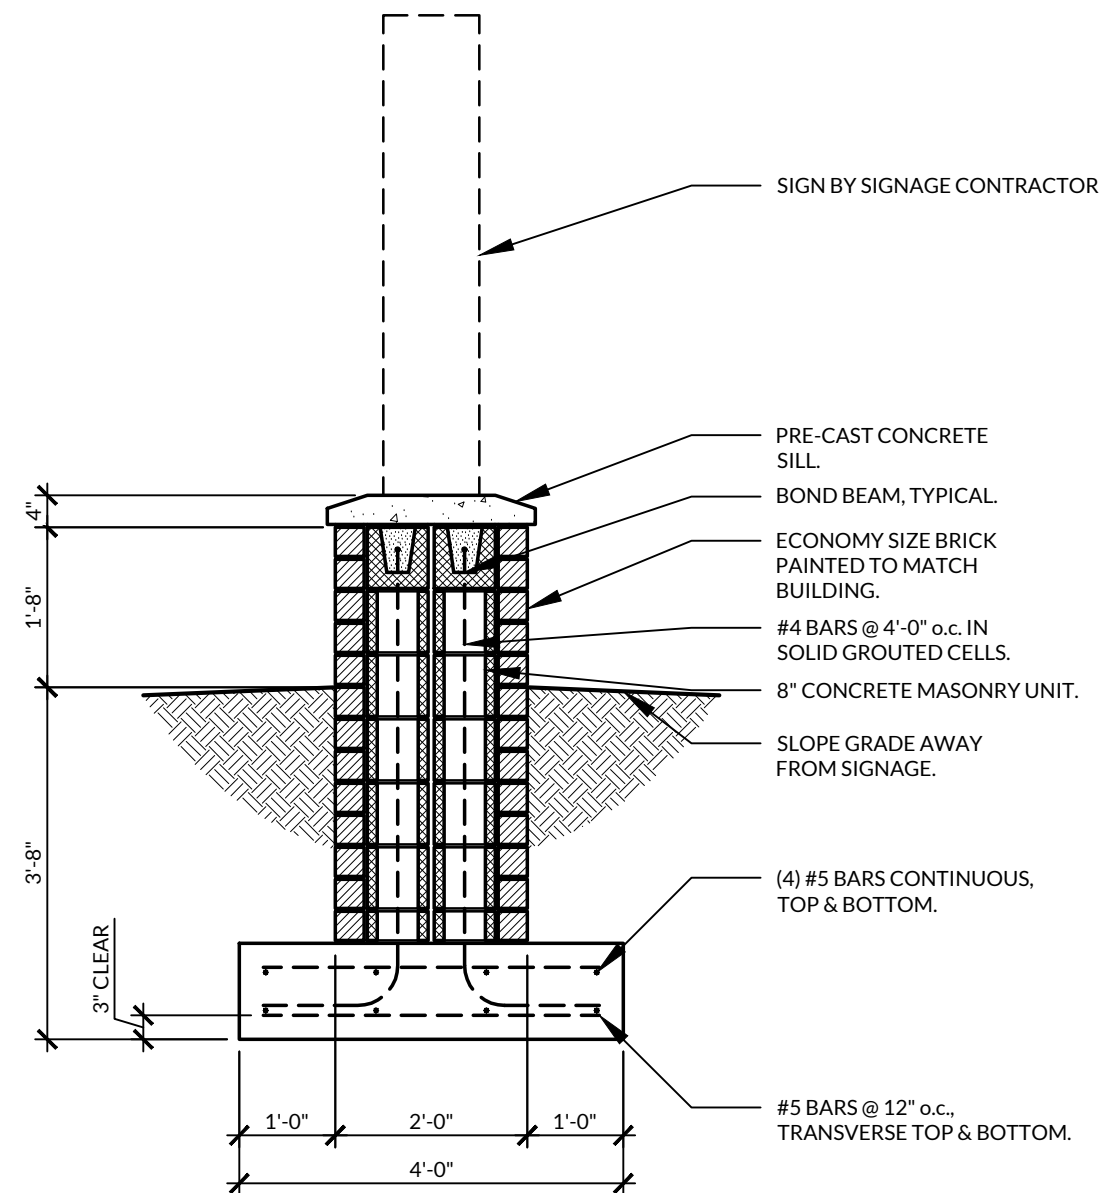 SIGN BY SIGNAGE CONTRACTOR
PRE-CAST CONCRETE
SILL.
BOND BEAM, TYPICAL.
ECONOMY SIZE BRICK
PAINTED TO MATCH
BUILDING.
#4 BARS @ 4'-0" o.c. IN
SOLID GROUTED CELLS.
8" CONCRETE MASONRY UNIT.
SLOPE GRADE AWAY
FROM SIGNAGE.
(4) #5 BARS CONTINUOUS,
TOP & BOTTOM.
#5 BARS @ 12" o.c.,
TRANSVERSE TOP & BOTTOM.
4"
1'-8"
3'-8"
3" CLEAR
1'-0"
2'-0"
1'-0"
4'-0"